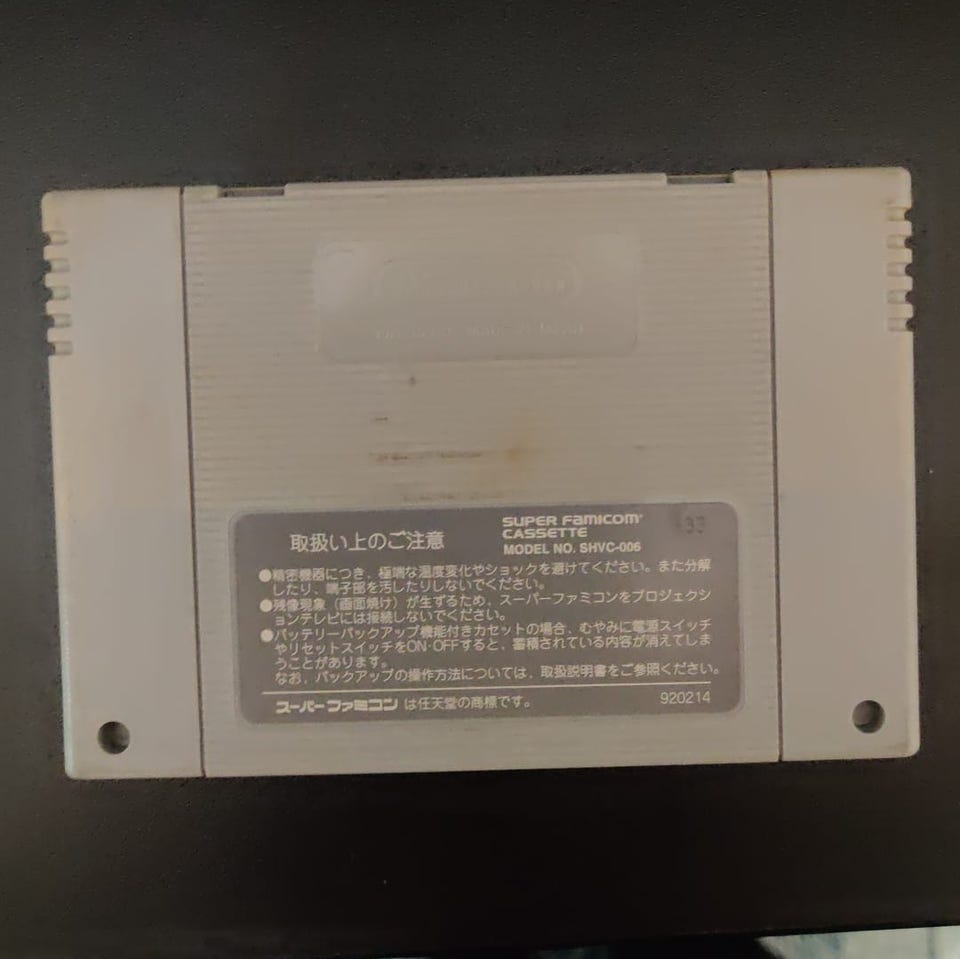 取扱い上のご注意
SUPER FAMICOM
CASSETTE
MODEL NO. SHVC-006
33
●精密機器につき、極端な温度変化やショックを避けてください。また分解
したり、端子部を汚したりしないでください。
●残像現象(画面焼け)が生ずるため、スーパーファミコンをプロジェクシ
ョンテレビには接続しないでください。
●バッテリーバックアップ機能付きカセットの場合、むやみに電源スイッチ
やリセットスイッチをON·OFFすると、蓄積されている内容が消えてしま
うことがあります。
なお、バックアップの操作方法については、取扱説明書をご参照ください。
スーパーファミコン は任天堂の商標です。
920214